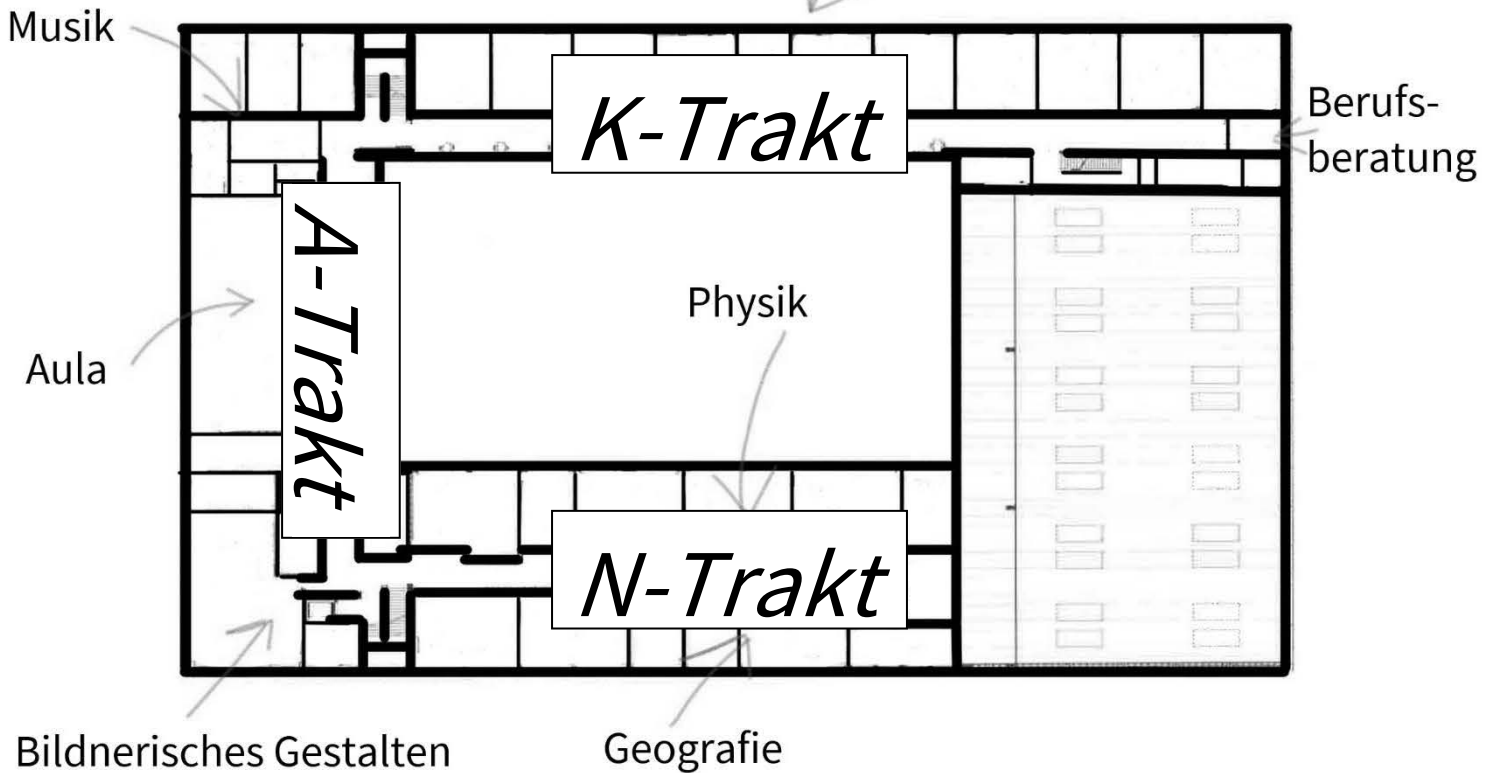 Musik
K-Trakt
Berufs-
beratung
A-Trakt
Physik
Aula
N-Trakt
Bildnerisches Gestalten
Geografie